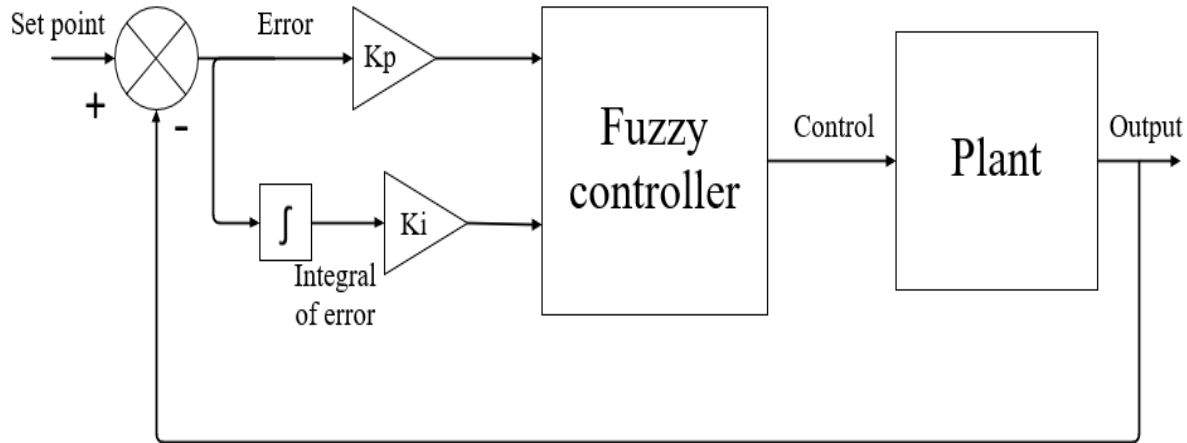 Set point
Error
+
-
Kp
Fuzzy
controller
Control
Plant
Output
∫
Ki
Integral
of error